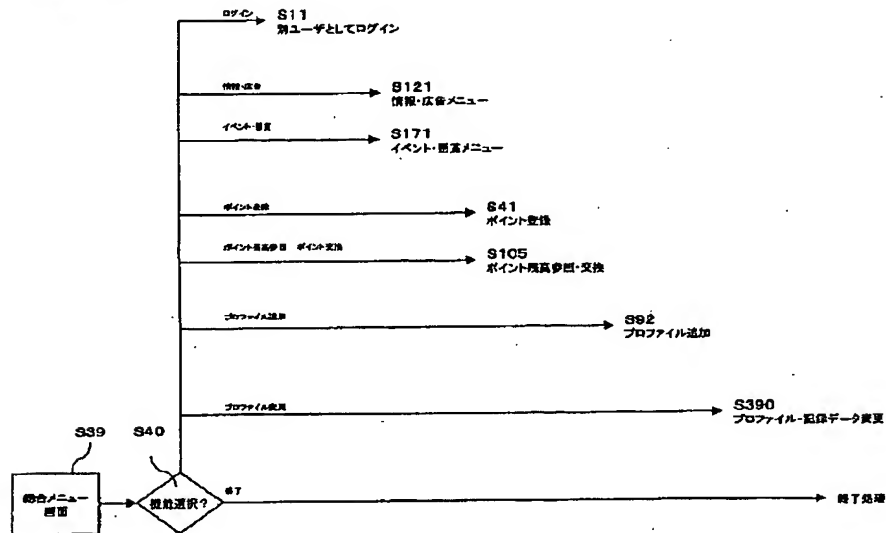 ログイン
S11
別ユーザとしてログイン
情報・広告
S121
情報・広告メニュー
イベント・懸賞
S171
イベント・懸賞メニュー
ポイント登録
S41
ポイント登録
ポイント残高参照 ポイント交換
S105
ポイント残高参照・交換
プロファイル追加
S92
プロファイル追加
プロファイル変更
S390
プロファイル・記録データ変更
S39
S40
総合メニュー
画面
機能選択?
終了
終了処理